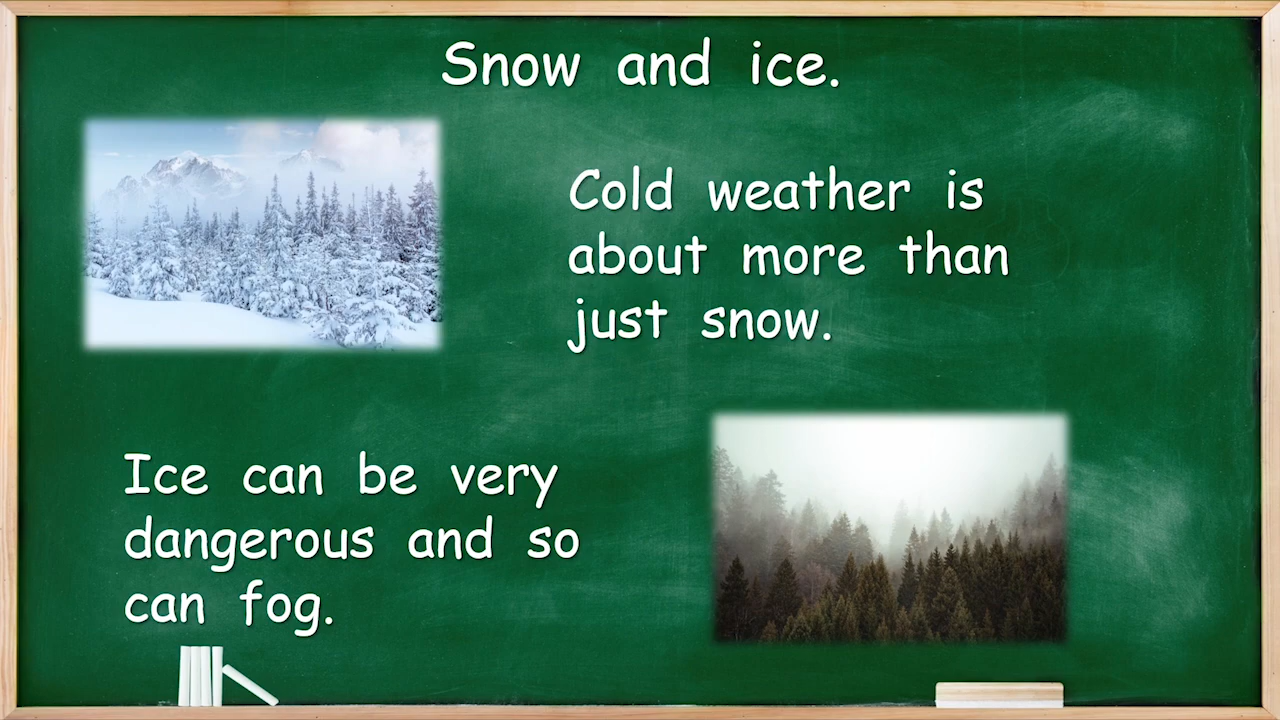 Snow and ice.
Cold weather is
about more than
just snow.
Ice can be very
dangerous and so
can fog.